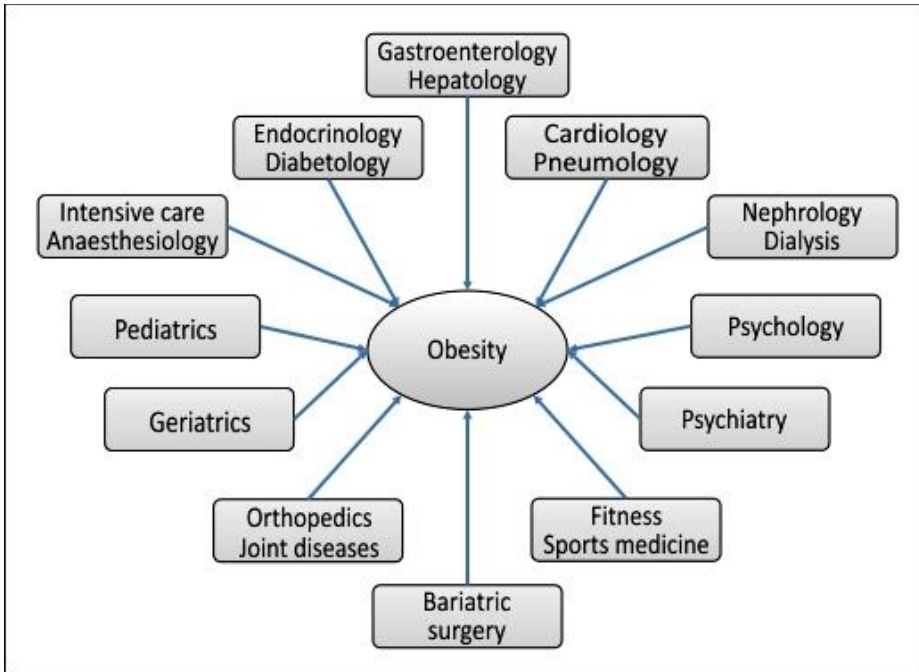 Gastroenterology
Hepatology
Endocrinology
Diabetology
Cardiology
Pneumology
Intensive care
Anaesthesiology
Nephrology
Dialysis
Pediatrics
Obesity
Psychology
Geriatrics
Psychiatry
Orthopedics
Joint diseases
Fitness
Sports medicine
Bariatric
surgery